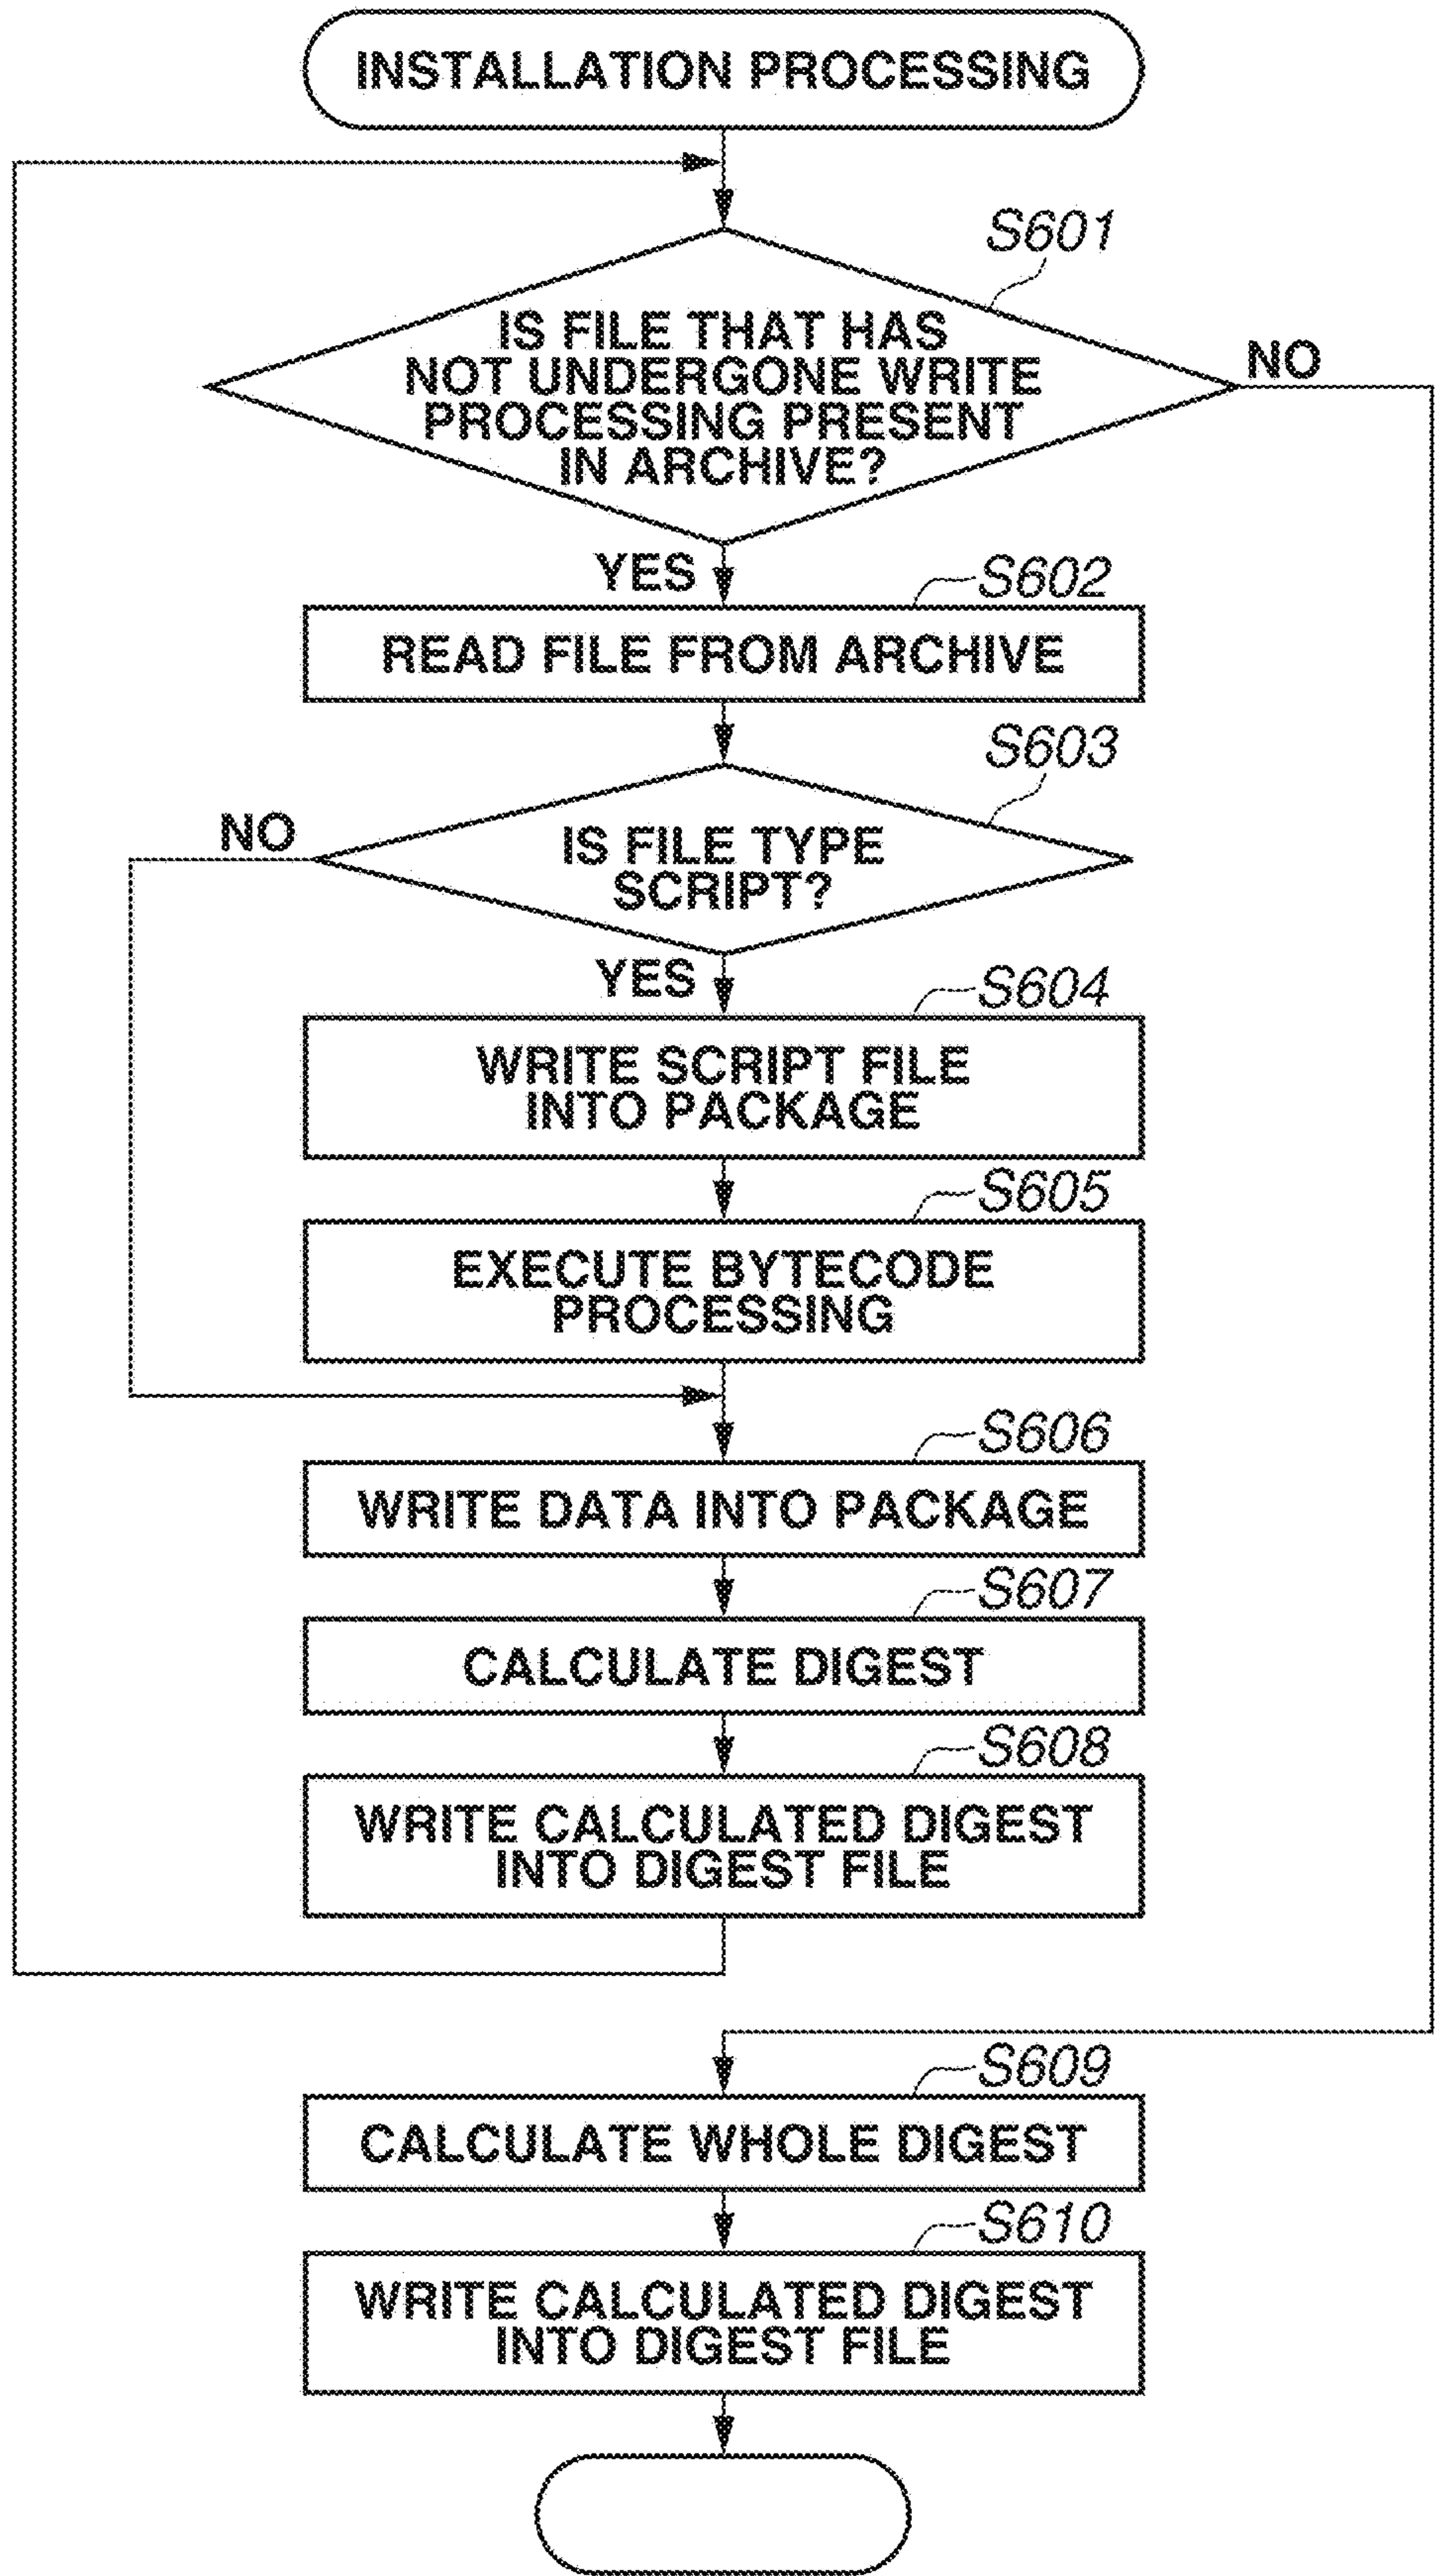 INSTALLATION PROCESSING
S601
IS FILE THAT HAS
NOT UNDERGONE WRITE
PROCESSING PRESENT
IN ARCHIVE?
NO
YES
S602
READ FILE FROM ARCHIVE
S603
NO
IS FILE TYPE
SCRIPT?
YES
S604
WRITE SCRIPT FILE
INTO PACKAGE
S605
EXECUTE BYTECODE
PROCESSING
S606
WRITE DATA INTO PACKAGE
S607
CALCULATE DIGEST
S608
WRITE CALCULATED DIGEST
INTO DIGEST FILE
S609
CALCULATE WHOLE DIGEST
S610
WRITE CALCULATED DIGEST
INTO DIGEST FILE